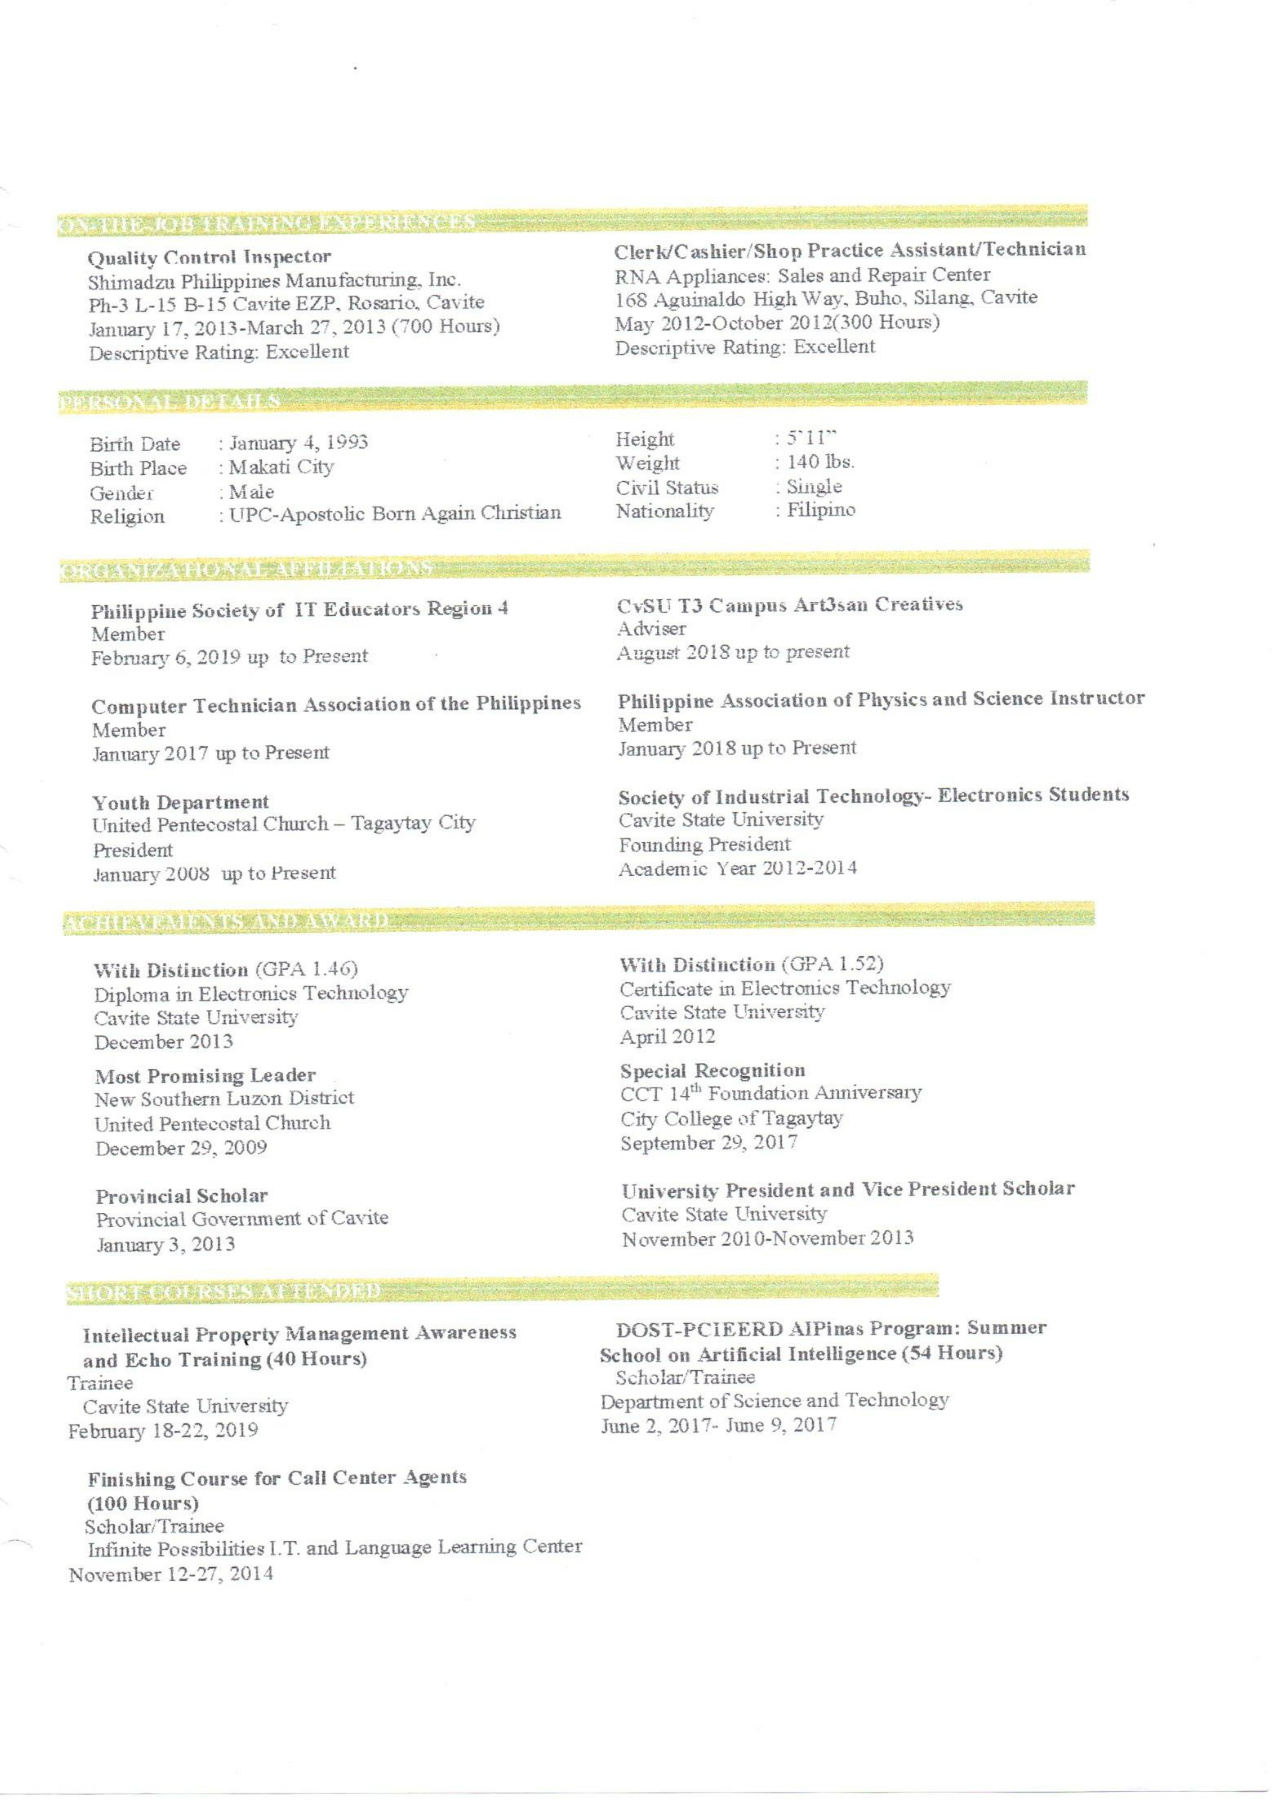 ON-THE-JOB TRAINING EXPERIENCES
Quality Control Inspector
Shimadzu Philippines Manufacturing, Inc.
Ph-3 L-15 B-15 Cavite EZP, Rosario, Cavite
January 17, 2013-March 27, 2013 (700 Hours)
Descriptive Rating: Excellent
Clerk/Cashier/Shop Practice Assistant/Technician
RNA Appliances: Sales and Repair Center
168 Aguinaldo High Way, Buho, Silang, Cavite
May 2012-October 2012(300 Hours)
Descriptive Rating: Excellent
PERSONAL DETAILS
Birth Date : January 4, 1993
Birth Place : Makati City
Gender : Male
Religion : UPC-Apostolic Born Again Christian
Height : 5'11"
Weight : 140 lbs.
Civil Status : Single
Nationality : Filipino
ORGANIZATIONAL AFFILIATIONS
Philippine Society of IT Educators Region 4
Member
February 6, 2019 up to Present
CvSU T3 Campus Art3san Creatives
Adviser
August 2018 up to present
Computer Technician Association of the Philippines
Member
January 2017 up to Present
Philippine Association of Physics and Science Instructor
Member
January 2018 up to Present
Youth Department
United Pentecostal Church – Tagaytay City
President
January 2008 up to Present
Society of Industrial Technology- Electronics Students
Cavite State University
Founding President
Academic Year 2012-2014
ACHIEVEMENTS AND AWARD
With Distinction (GPA 1.46)
Diploma in Electronics Technology
Cavite State University
December 2013
With Distinction (GPA 1.52)
Certificate in Electronics Technology
Cavite State University
April 2012
Most Promising Leader
New Southern Luzon District
United Pentecostal Church
December 29, 2009
Special Recognition
CCT 14th Foundation Anniversary
City College of Tagaytay
September 29, 2017
Provincial Scholar
Provincial Government of Cavite
January 3, 2013
University President and Vice President Scholar
Cavite State University
November 2010-November 2013
SHORT COURSES ATTENDED
Intellectual Property Management Awareness
and Echo Training (40 Hours)
Trainee
Cavite State University
February 18-22, 2019
DOST-PCIEERD AIPinas Program: Summer
School on Artificial Intelligence (54 Hours)
Scholar/Trainee
Department of Science and Technology
June 2, 2017- June 9, 2017
Finishing Course for Call Center Agents
(100 Hours)
Scholar/Trainee
Infinite Possibilities I.T. and Language Learning Center
November 12-27, 2014